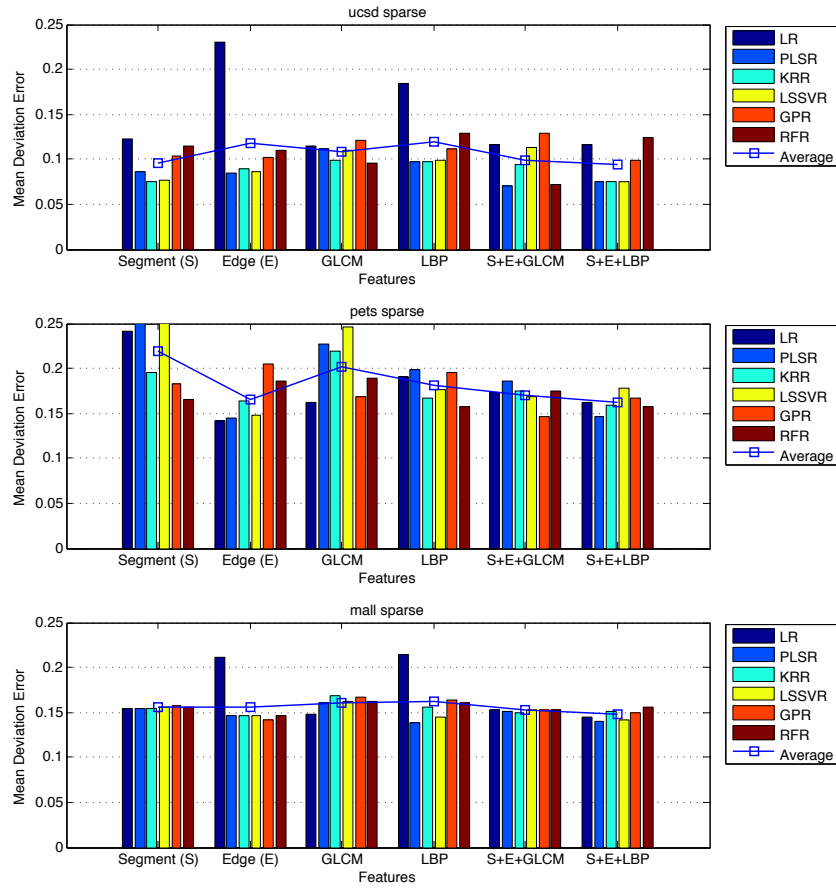 ucsd sparse
0.25
0.2
0.15
0.1
0.05
0
Mean Deviation Error
Segment (S) Edge (E) GLCM LBP S+E+GLCM S+E+LBP
Features
LR
PLSR
KRR
LSSVR
GPR
RFR
Average
pets sparse
0.25
0.2
0.15
0.1
0.05
0
Mean Deviation Error
Segment (S) Edge (E) GLCM LBP S+E+GLCM S+E+LBP
Features
LR
PLSR
KRR
LSSVR
GPR
RFR
Average
mall sparse
0.25
0.2
0.15
0.1
0.05
0
Mean Deviation Error
Segment (S) Edge (E) GLCM LBP S+E+GLCM S+E+LBP
Features
LR
PLSR
KRR
LSSVR
GPR
RFR
Average